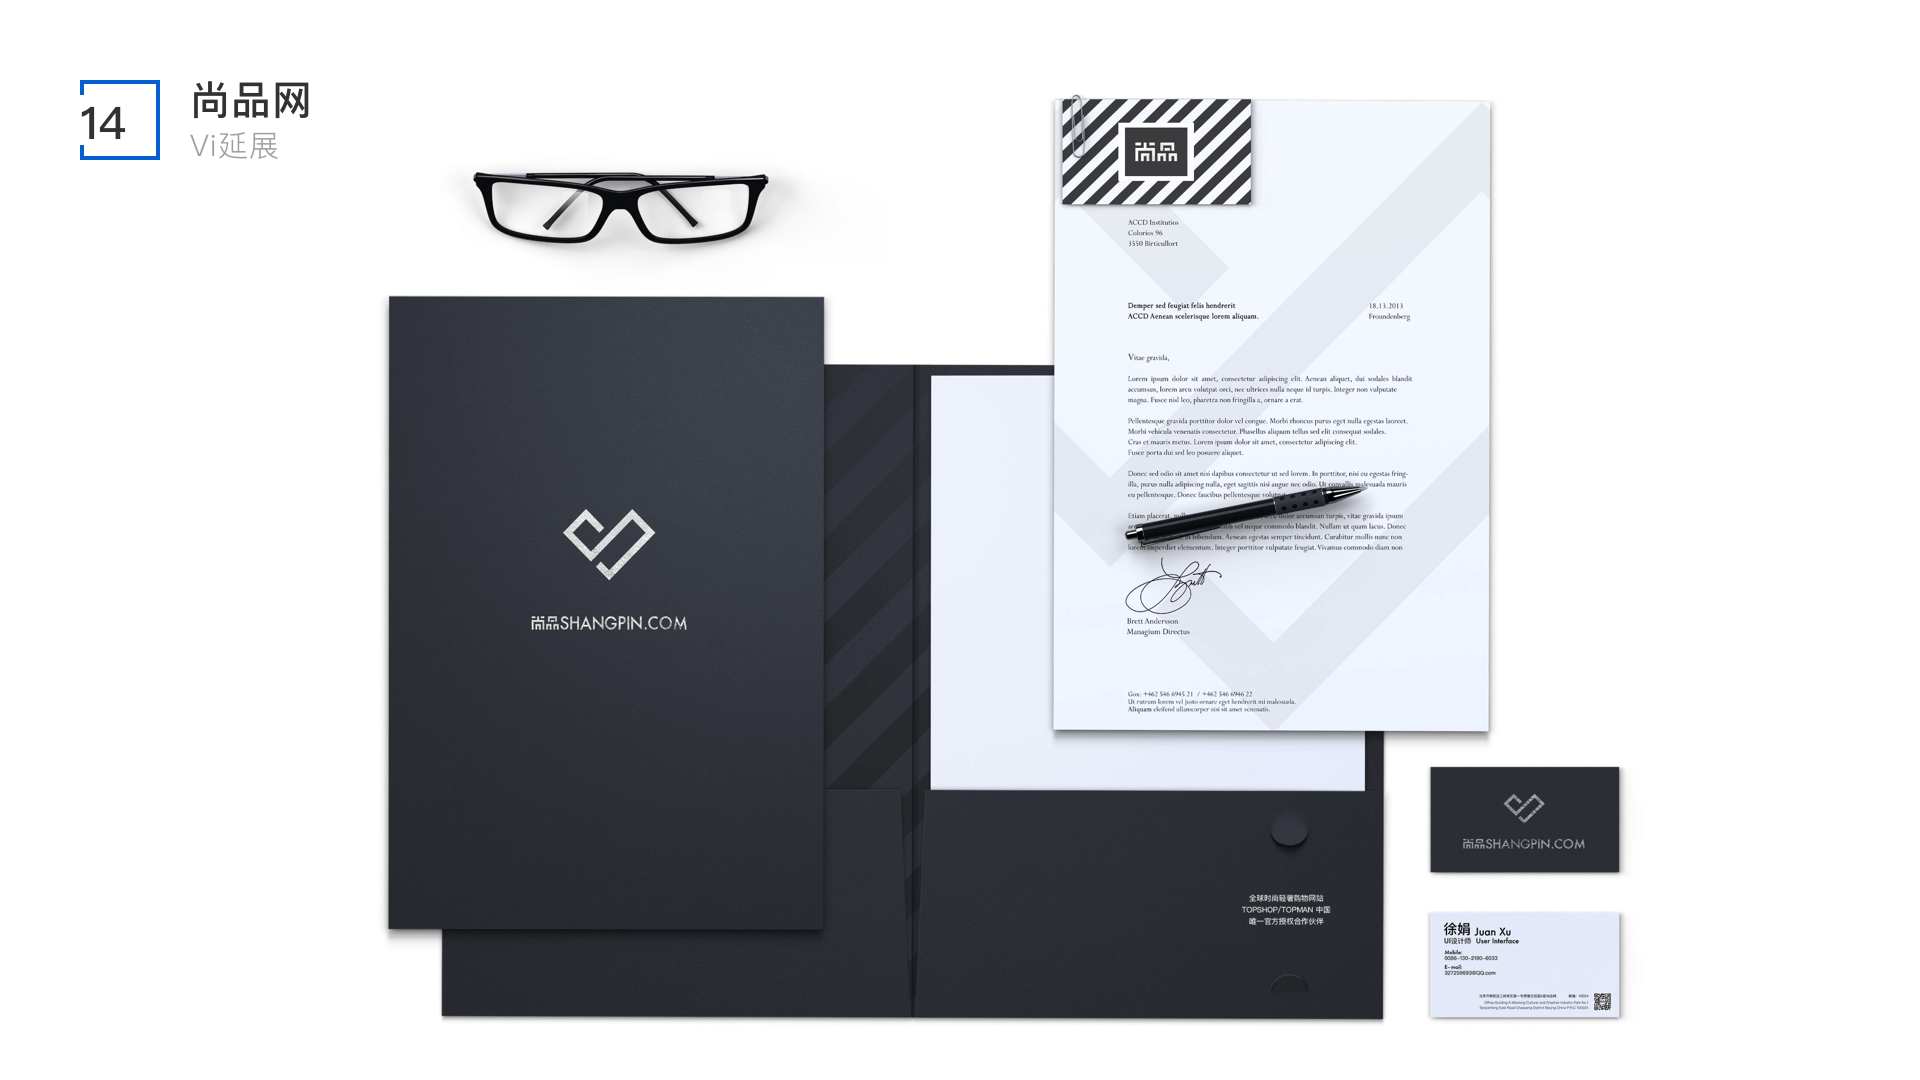 14
尚品网
Vi延展
尚品
ACCD Institutios
Colorios 96
3550 Birticullort
Demper sed feugiat felis hendrerit
ACCD Aenean scelerisque lorem aliquam.
18.13.2013
Froundenberg
Vitae gravida,
Lorem ipsum dolor sit amet, consectetur adipiscing elit. Aenean aliquet, dui sodales blandit
accumsan, lorem arcu volutpat orci, nec ultrices nulla neque id turpis. Integer non vulputate
magna. Fusce nisl leo, pharetra non fringilla a, ornare a erat.
Pellentesque gravida porttitor dolor vel congue. Morbi rhoncus purus eget nulla egestas laoreet.
Morbi vehicula venenatis consectetur. Phasellus aliquam tellus sed elit consequat sodales.
Cras et mauris metus. Lorem ipsum dolor sit amet, consectetur adipiscing elit.
Fusce porta dui sed leo posuere aliquet.
Donec sed odio sit amet nisi dapibus consectetur ut sed lorem. In porttitor, nisi eu egestas fring-
illa, purus nulla adipiscing nulla, eget sagittis nisi augue nec odio. Ut convallis malesuada mauris
eu pellentesque. Donec faucibus pellentesque
Etiam placerat, accumsan turpis, vitae gravida ipsum
vel neque commodo blandit. Nullam ut quam lacus. Donec
bibendum. Aenean egestas semper tincidunt. Curabitur mollis nunc non
lorem imperdiet elementum. Integer porttitor vulputate feugiat. Vivamus commodo diam non
Brett
Brett Andersson
Managium Directus
Gox: +462 546 6945 21 / +462 546 6946 22
Ut rutrum lorem vel justo ornare eget hendrerit mi malesuada.
Aliquam eleifend ullamcorper nisi sit amet venenatis.
尚品SHANGPIN.COM
全球时尚轻奢购物网站
TOPSHOP/TOPMAN 中国
唯一官方授权合作伙伴
尚品SHANGPIN.COM
徐娟 Juan Xu
UI设计师 User Interface
Mobile:
0086-130-2190-6033
E-mail:
327259693@QQ.com